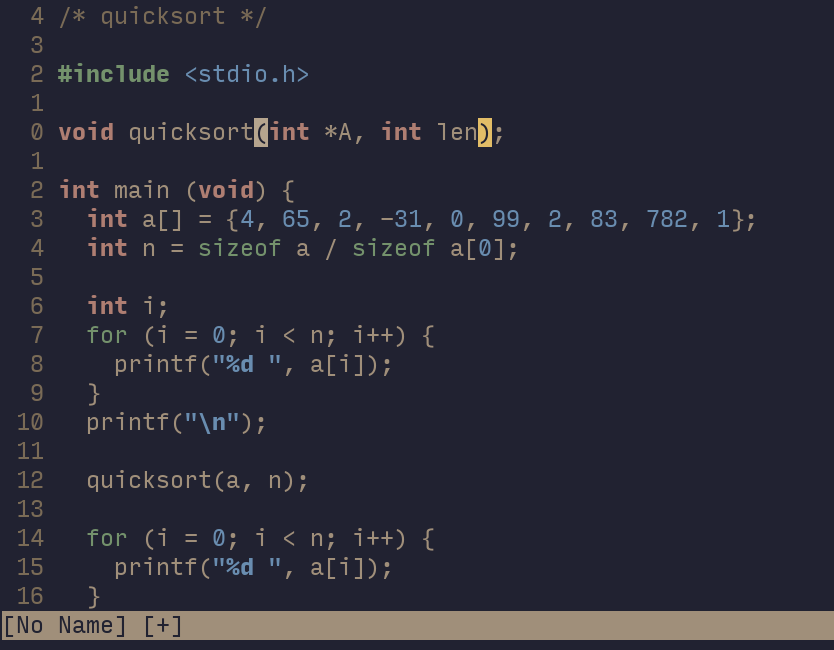 4 /* quicksort */
3
2 #include <stdio.h>
1
0 void quicksort(int *A, int len);
1
2 int main (void) {
3   int a[] = {4, 65, 2, -31, 0, 99, 2, 83, 782, 1};
4   int n = sizeof a / sizeof a[0];
5
6   int i;
7   for (i = 0; i < n; i++) {
8     printf("%d ", a[i]);
9   }
10   printf("\n");
11
12   quicksort(a, n);
13
14   for (i = 0; i < n; i++) {
15     printf("%d ", a[i]);
16   }
[No Name] [+]